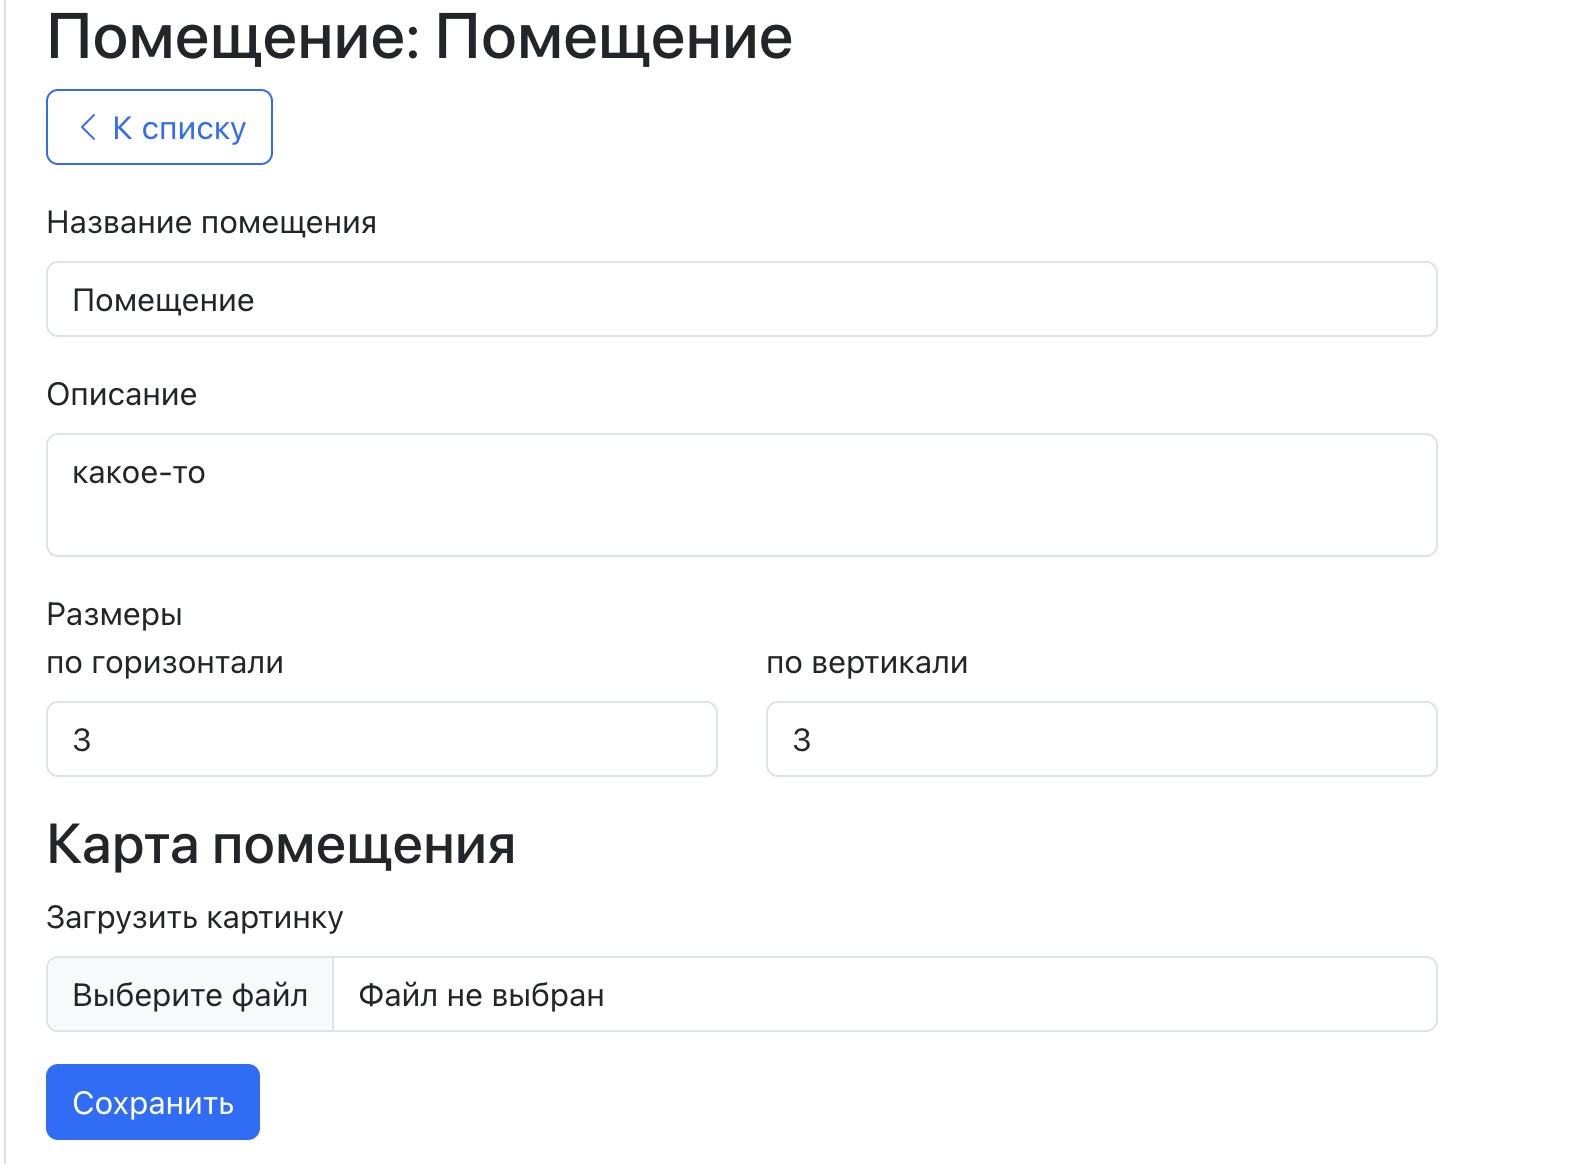 Помещение: Помещение
К списку
Название помещения
Помещение
Описание
какое-то
Размеры
по горизонтали
по вертикали
3
3
Карта помещения
Загрузить картинку
Выберите файл Файл не выбран
Сохранить